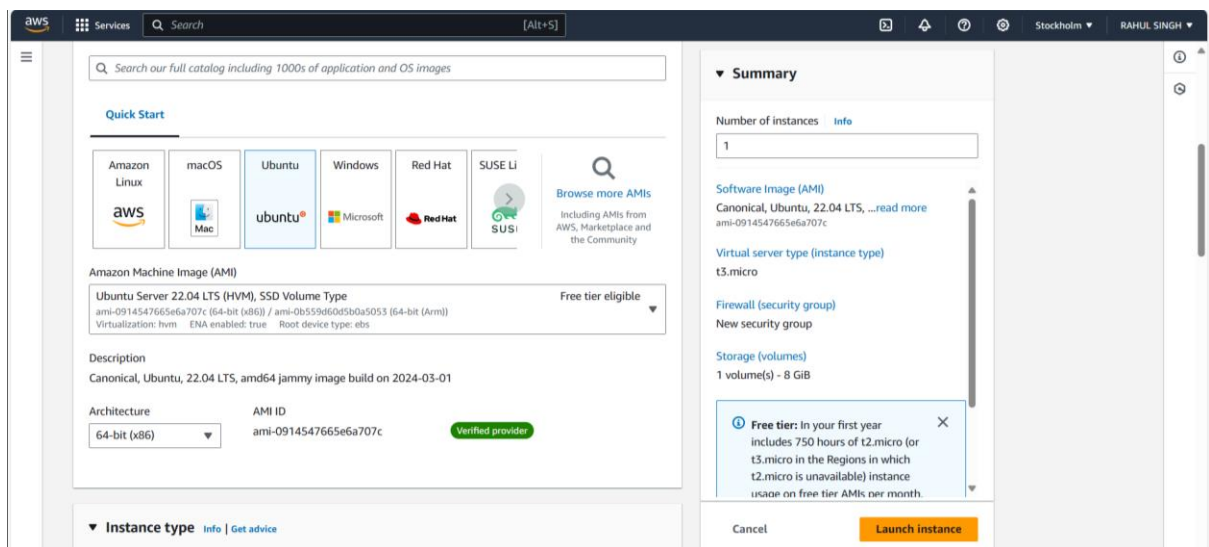 aws
Services
Search
[Alt+S]
Stockholm ▼
RAHUL SINGH ▼
Search our full catalog including 1000s of application and OS images
Quick Start
Amazon Linux
aws
macOS
Mac
Ubuntu
ubuntu
Windows
Microsoft
Red Hat
Red Hat
SUSE Li
SUS
Browse more AMIs
Including AMIs from
AWS, Marketplace and
the Community
Amazon Machine Image (AMI)
Ubuntu Server 22.04 LTS (HVM), SSD Volume Type
Free tier eligible
ami-0914547665e6a707c (64-bit (x86)) / ami-0b559d60d5b0a5053 (64-bit (Arm))
Virtualization: hvm ENA enabled: true Root device type: ebs
Description
Canonical, Ubuntu, 22.04 LTS, amd64 jammy image build on 2024-03-01
Architecture
AMI ID
64-bit (x86)
ami-0914547665e6a707c
Verified provider
Instance type Info | Get advice
Summary
Number of instances Info
1
Software Image (AMI)
Canonical, Ubuntu, 22.04 LTS, ...read more
ami-0914547665e6a707c
Virtual server type (instance type)
t3.micro
Firewall (security group)
New security group
Storage (volumes)
1 volume(s) - 8 GiB
Free tier: In your first year
includes 750 hours of t2.micro (or
t3.micro in the Regions in which
t2.micro is unavailable) instance
usage on free tier AMIs per month,
Cancel
Launch instance